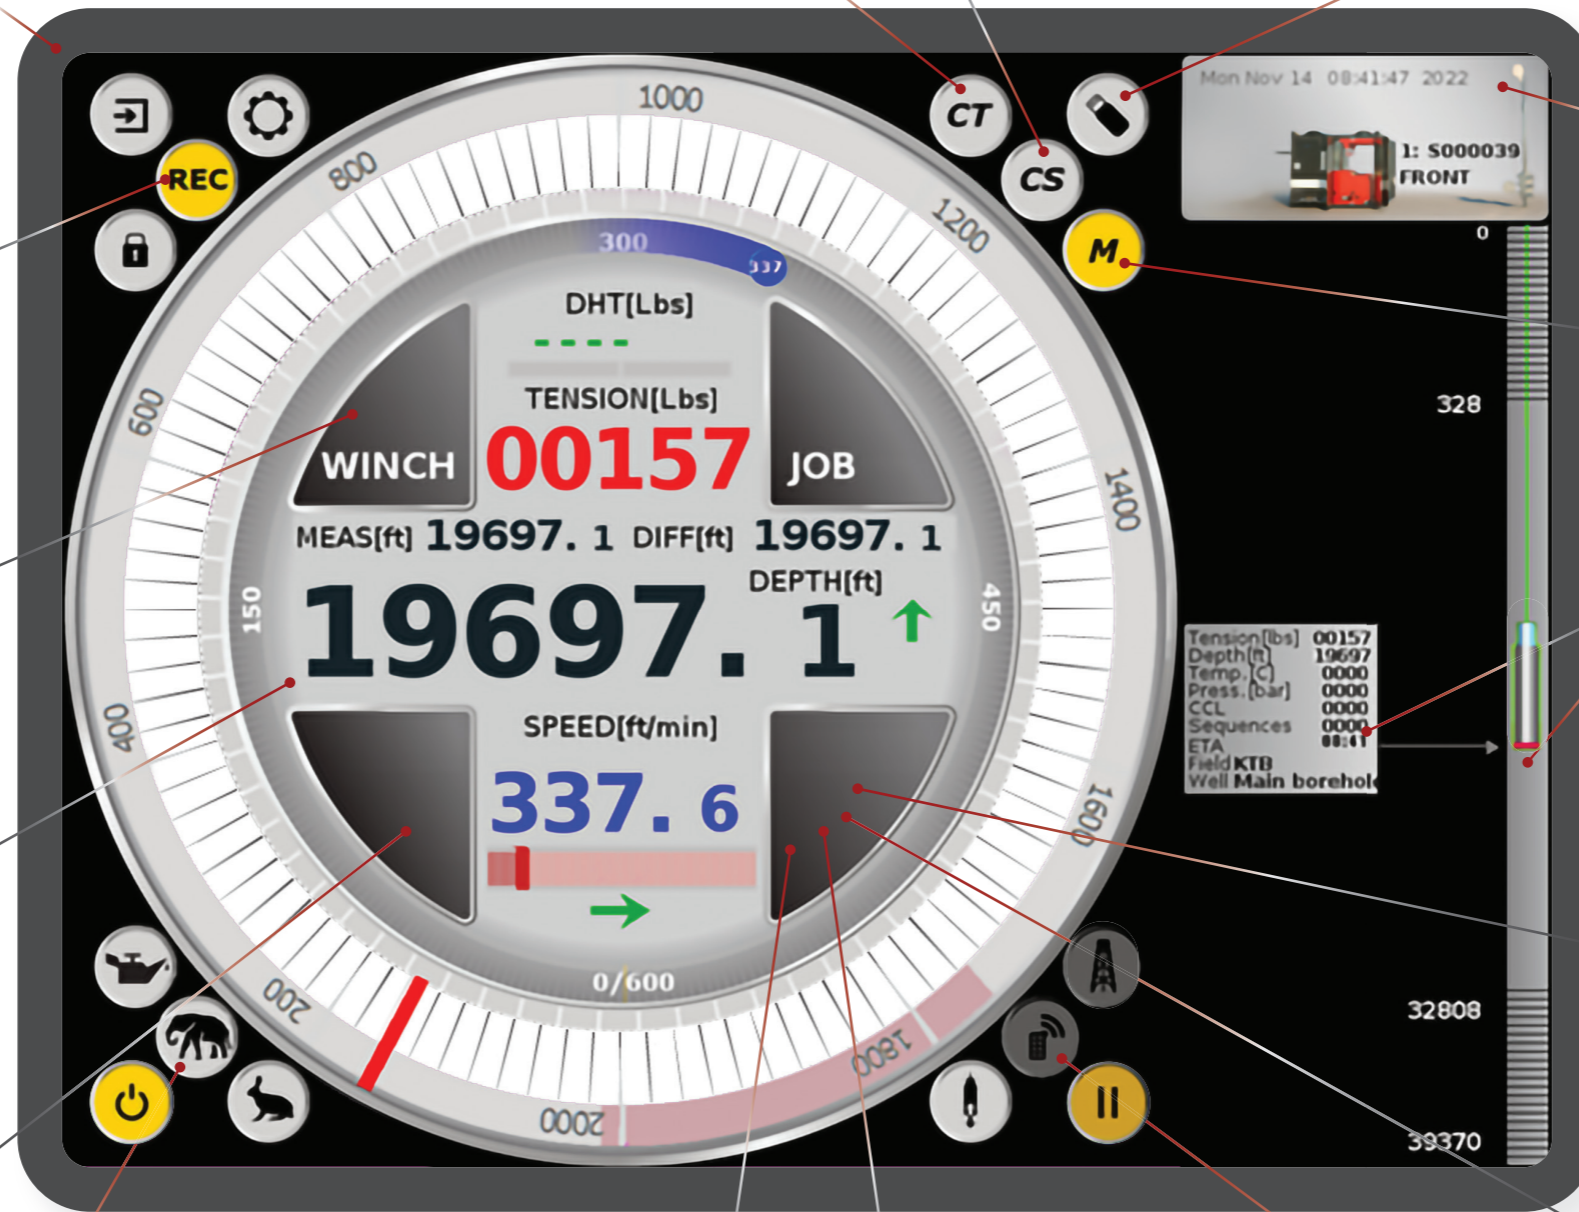 1000
800
1200
600
1400
400
1600
200
1800
2000
REC
CT
CS
M
Mon Nov 14 08:41:47 2022
1: S000039
FRONT
300
337
150
450
0/600
DHT[Lbs]
- - - -
TENSION[Lbs]
00157
WINCH
JOB
MEAS[ft] 19697. 1 DIFF[ft] 19697. 1
DEPTH[ft]
19697. 1
SPEED[ft/min]
337. 6
0
328
Tension[lbs] 00157
Depth[ft] 19697
Temp.[C] 0000
Press.[bar] 0000
CCL 0000
Sequences 0000
ETA 08:41
Field KTB
Well Main borehole
32808
39370